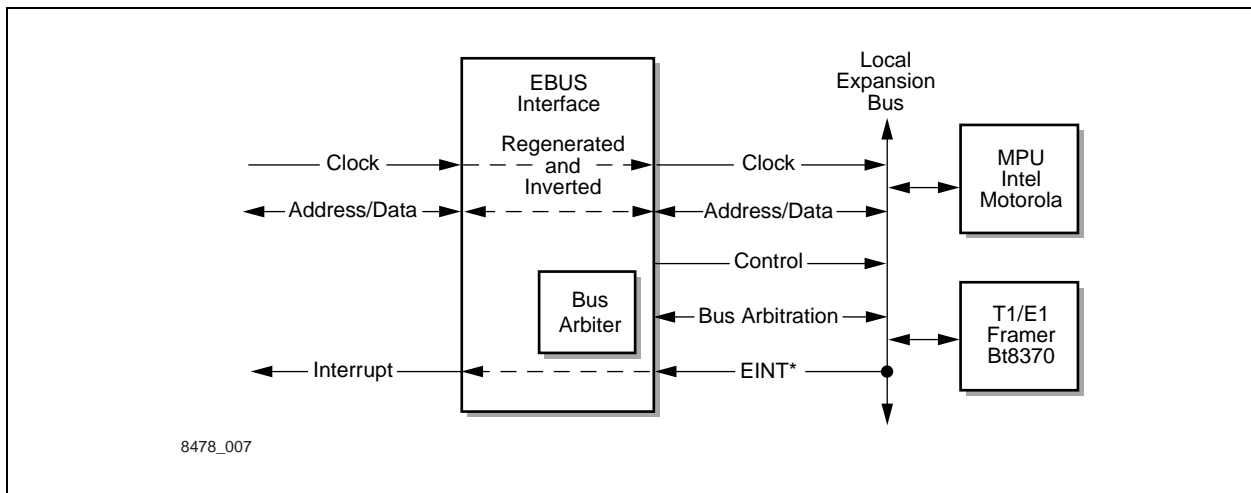 EBUS
Interface
Local
Expansion
Bus
Regenerated
and
Inverted
Clock
Clock
MPU
Intel
Motorola
Address/Data
Address/Data
Control
Bus
Arbiter
Bus Arbitration
T1/E1
Framer
Bt8370
Interrupt
EINT*
8478_007